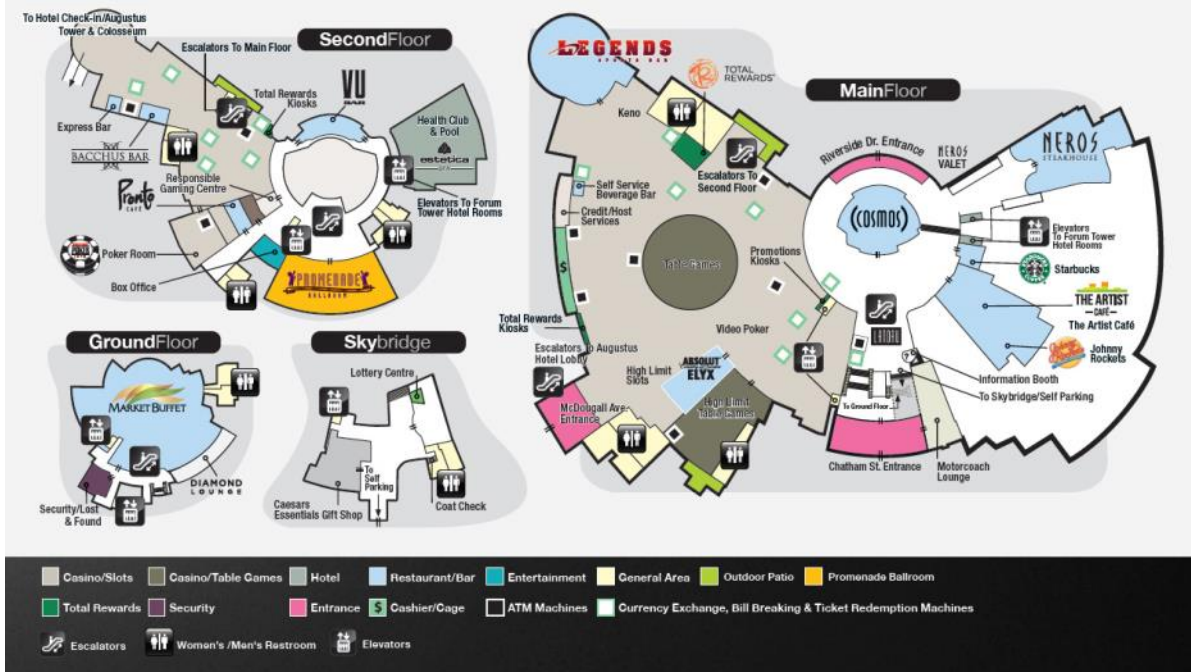 To Hotel Check-in/Augustus
Tower & Colosseum
Escalators To Main Floor
SecondFloor
VU
Total Rewards
Kiosks
Express Bar
BACCHUS BAR
Health Club
& Pool
estetica
Responsible
Gaming Centre
Pronto
CAFÉ
Elevators To Forum
Tower Hotel Rooms
Poker Room
Box Office
PROMENADE
BALLROOM
GroundFloor
MARKET BUFFET
DIAMOND
LOUNGE
Security/Lost
& Found
Skybridge
Lottery Centre
To
Self
Parking
Caesars
Essentials Gift Shop
Coat Check
LEGENDS
SPORTS BAR
TOTAL
REWARDS™
MainFloor
Keno
Escalators To
Second Floor
Riverside Dr. Entrance
NEROS
VALET
NEROS
STEAKHOUSE
Self Service
Beverage Bar
Credit/Host
Services
$
Table Games
(COSMOS)
Promotions
Kiosks
Elevators
To Forum Tower
Hotel Rooms
Starbucks
THE ARTIST
CAFÉ
The Artist Café
Johnny
Rockets
Total Rewards
Kiosks
Video Poker
Escalators To Augustus
Hotel Lobby
High Limit
Slots
ABSOLUT
ELYX
High Limit
Table Games
McDougall Ave.
Entrance
?
Information Booth
To Skybridge/Self Parking
To Ground Floor
Chatham St. Entrance
Motorcoach
Lounge
Casino/Slots
Casino/Table Games
Hotel
Restaurant/Bar
Entertainment
General Area
Outdoor Patio
Promenade Ballroom
Total Rewards
Security
Entrance
$ Cashier/Cage
ATM Machines
Currency Exchange, Bill Breaking & Ticket Redemption Machines
Escalators
Women's /Men's Restroom
Elevators